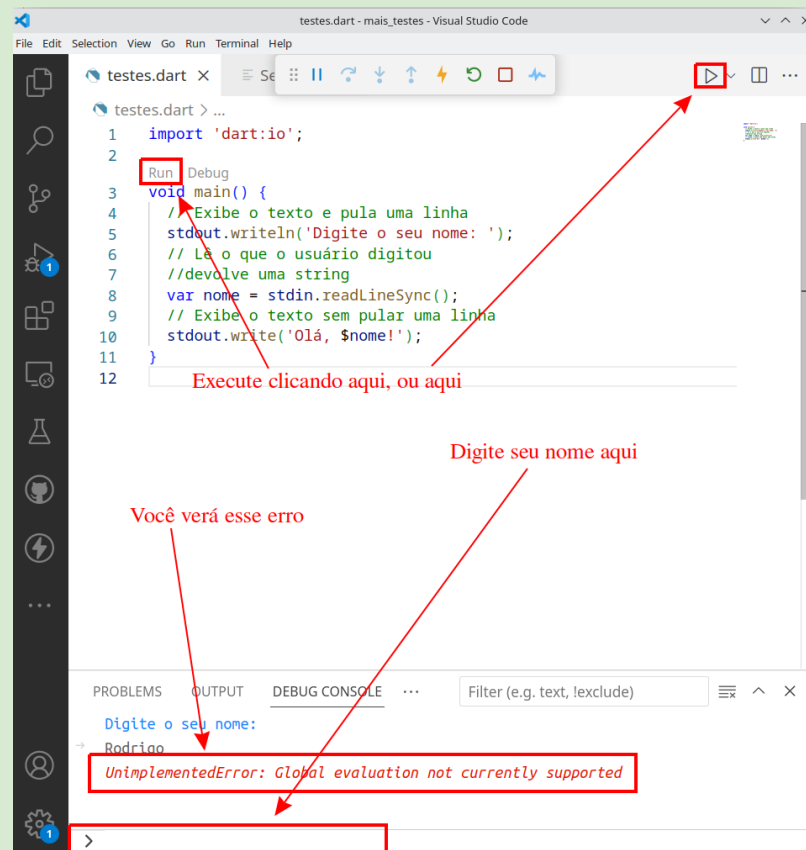 testes.dart - mais_testes - Visual Studio Code
File Edit Selection View Go Run Terminal Help
testes.dart
testes.dart > ...
1 import 'dart:io';
2
Run Debug
3 void main() {
4 // Exibe o texto e pula uma linha
5 stdout.writeln('Digite o seu nome: ');
6 // Lê o que o usuário digitou
7 //devolve uma string
8 var nome = stdin.readLineSync();
9 // Exibe o texto sem pular uma linha
10 stdout.write('Olá, $nome!');
11 }
12
Execute clicando aqui, ou aqui
Digite seu nome aqui
Você verá esse erro
1
PROBLEMS OUTPUT DEBUG CONSOLE ... Filter (e.g. text, !exclude)
Digite o seu nome:
Rodrigo
UnimplementedError: Global evaluation not currently supported
1
>